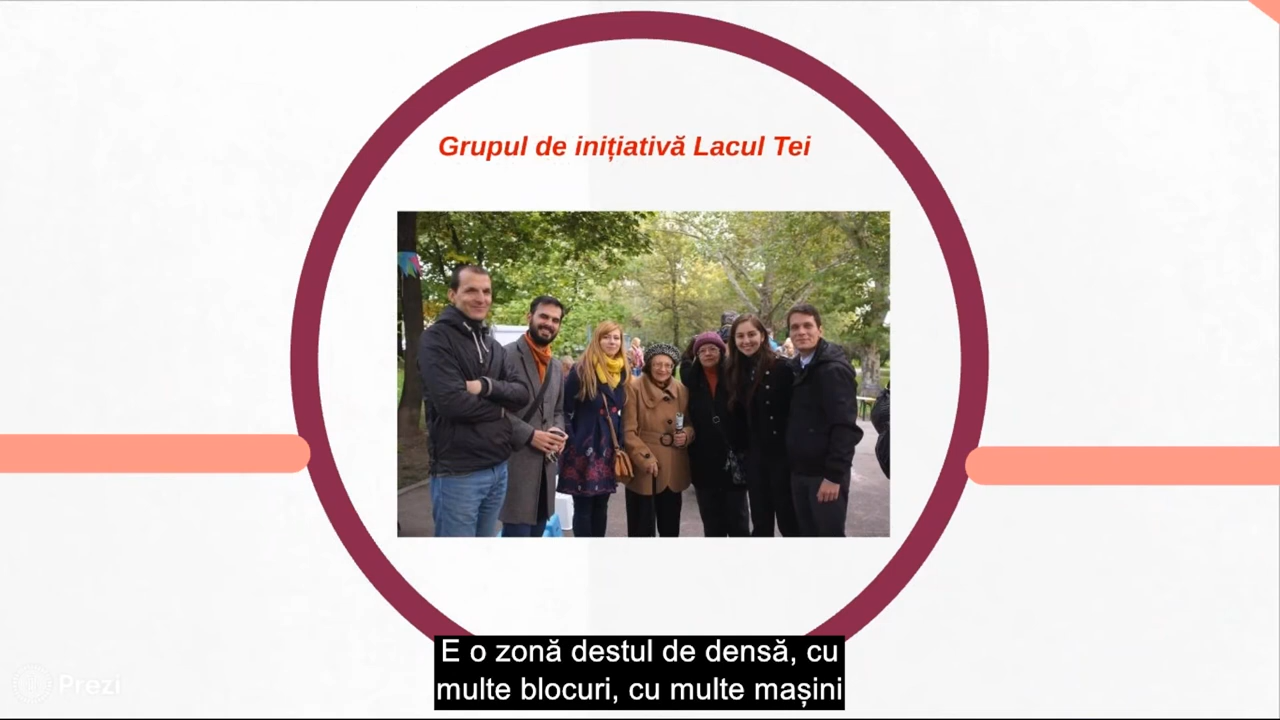 Grupul de inițiativă Lacul Tei
E o zonă destul de densă, cu
multe blocuri, cu multe mașini
Prezi